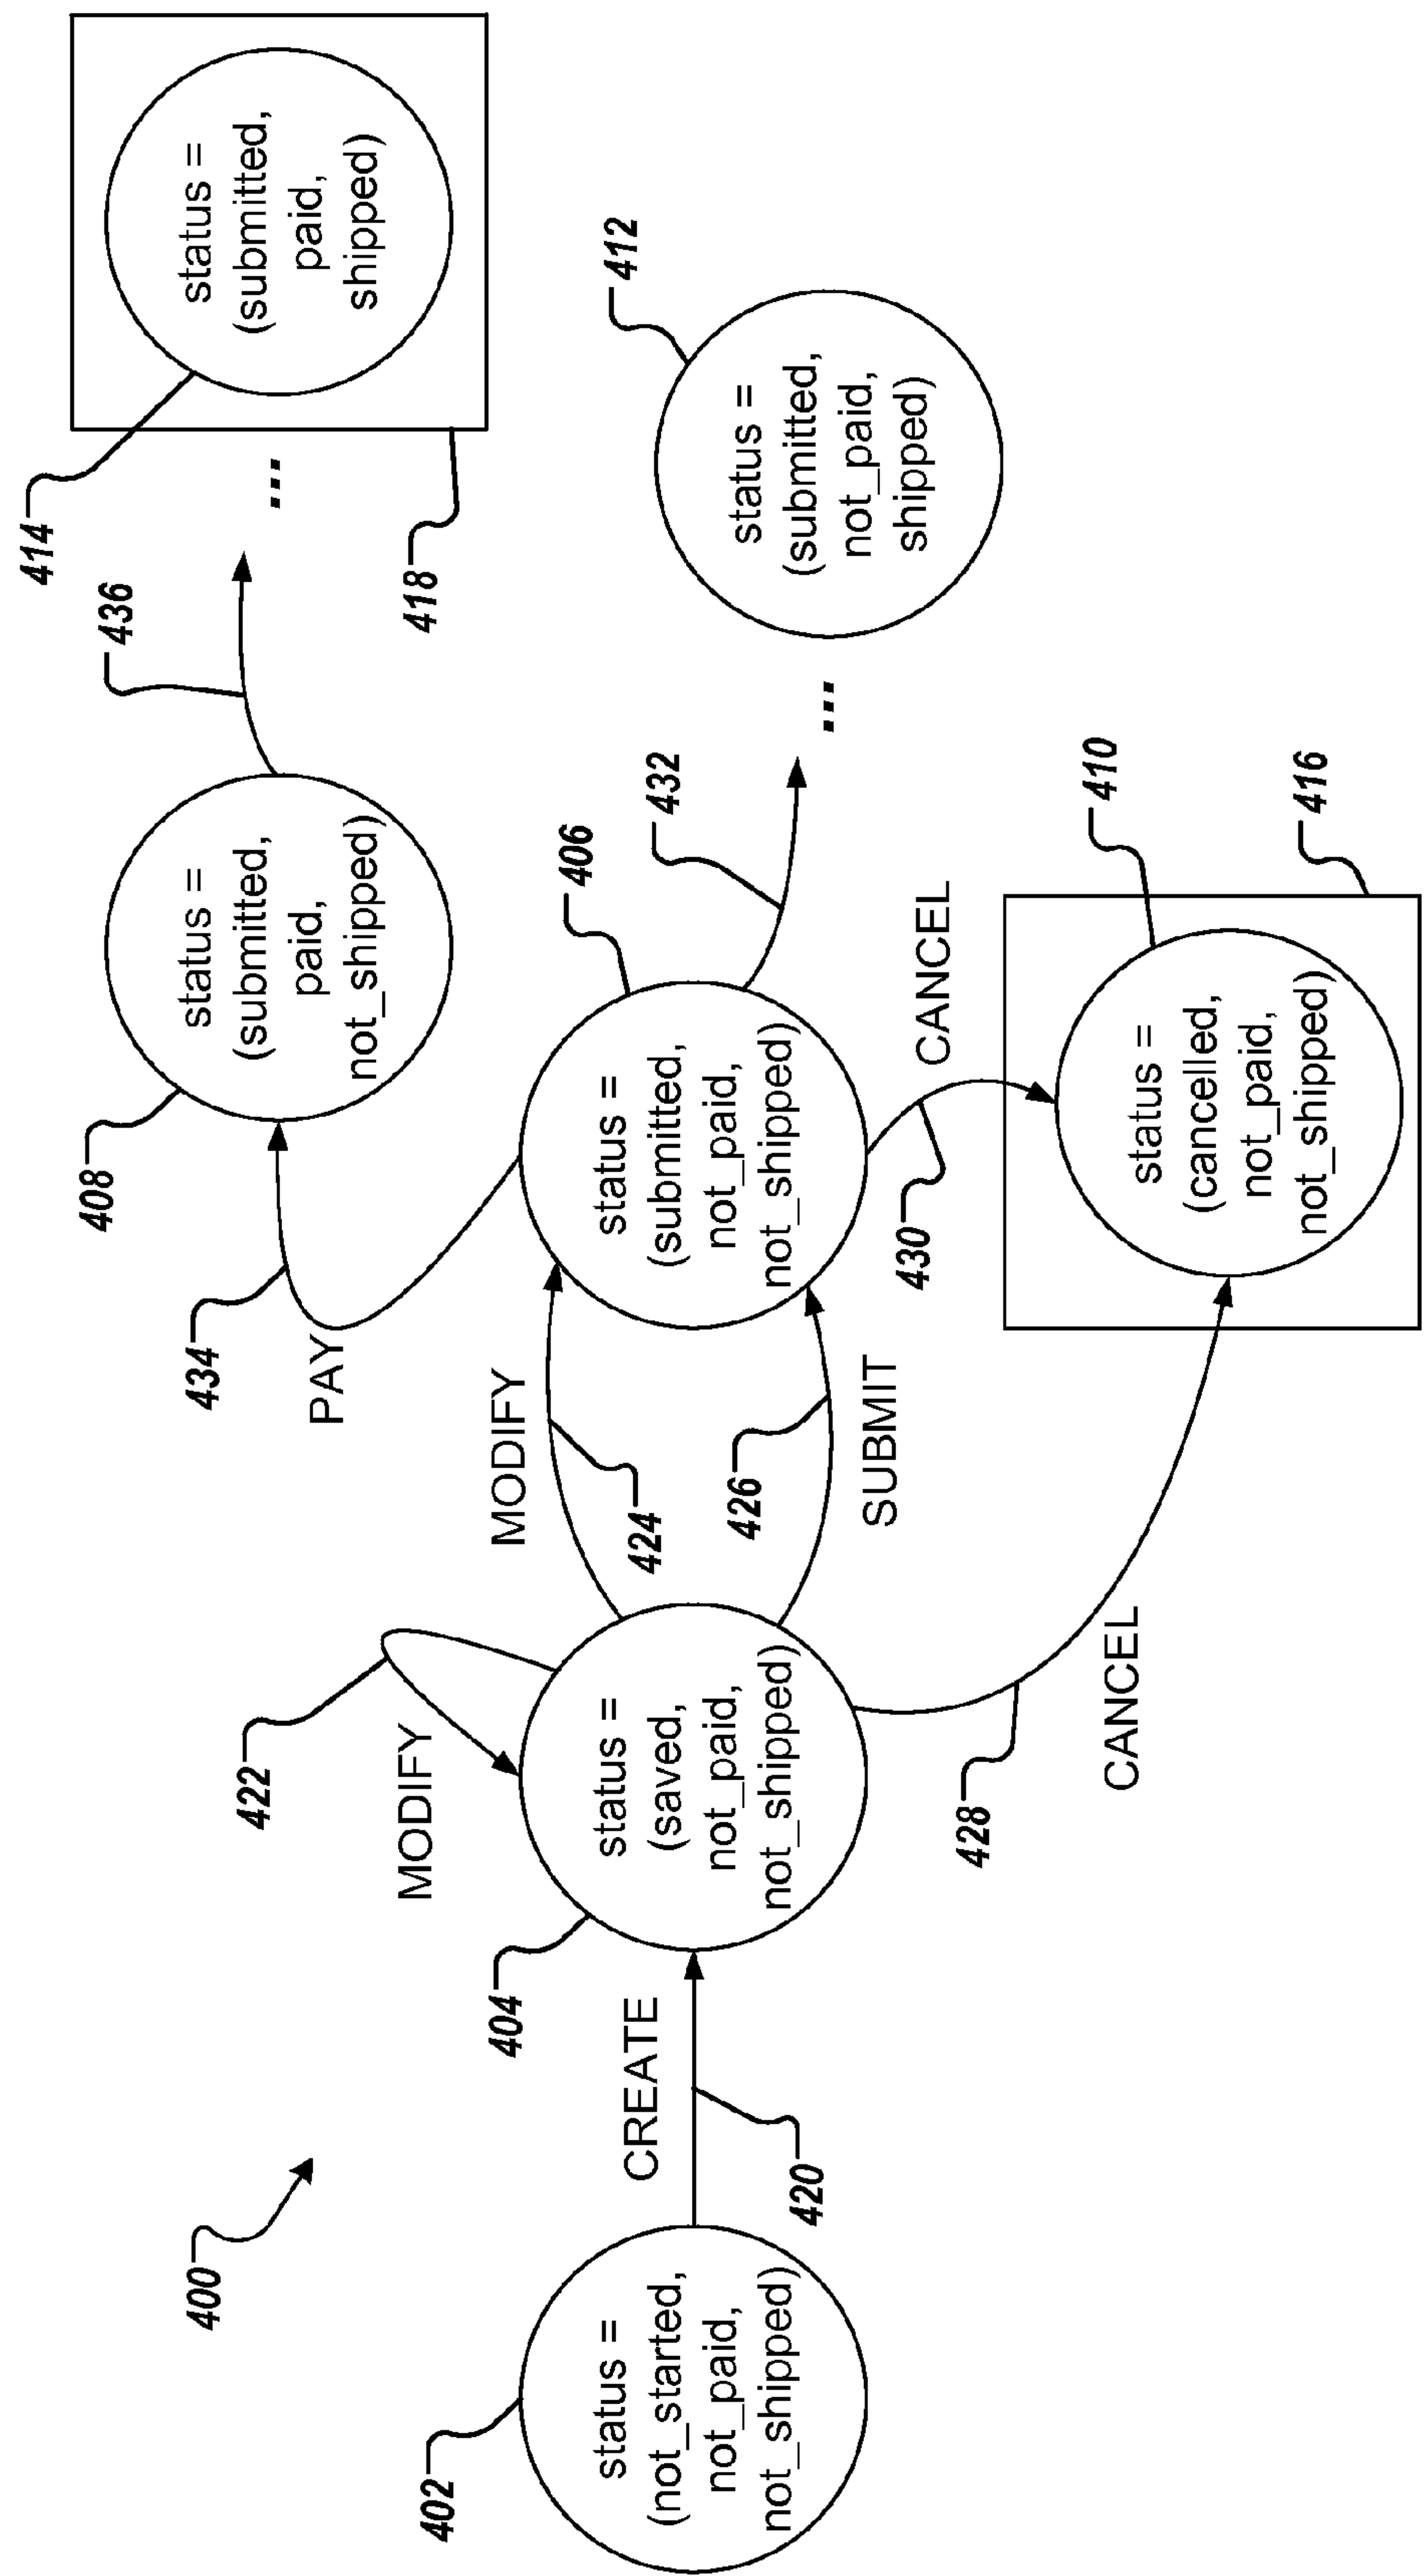 400
402
status =
(not_started,
not_paid,
not_shipped)
CREATE
420
404
status =
(saved,
not_paid,
not_shipped)
MODIFY
422
MODIFY
424
426
SUBMIT
428
CANCEL
406
status =
(submitted,
not_paid,
not_shipped)
PAY
434
408
status =
(submitted,
paid,
not_shipped)
436
...
414
status =
(submitted,
paid,
shipped)
418
432
...
412
status =
(submitted,
not_paid,
shipped)
430
CANCEL
410
status =
(cancelled,
not_paid,
not_shipped)
416